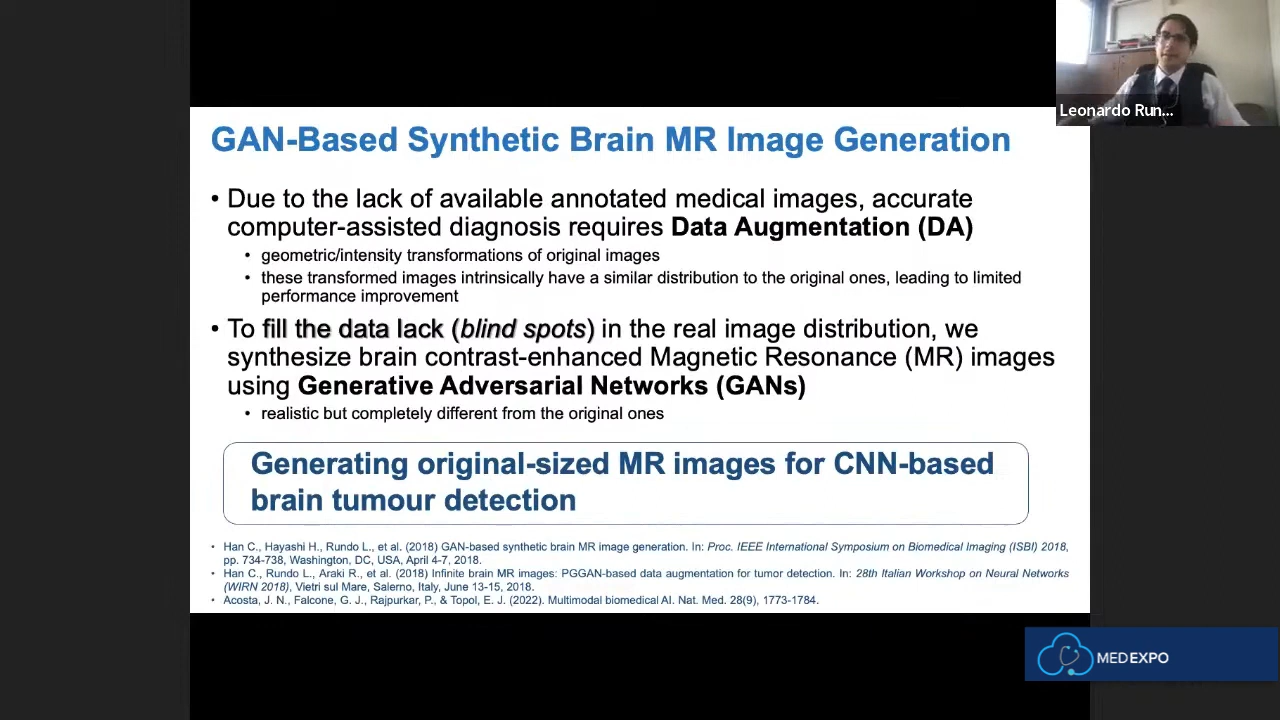 Leonardo Run...
GAN-Based Synthetic Brain MR Image Generation
• Due to the lack of available annotated medical images, accurate
computer-assisted diagnosis requires Data Augmentation (DA)
• geometric/intensity transformations of original images
• these transformed images intrinsically have a similar distribution to the original ones, leading to limited
performance improvement
• To fill the data lack (blind spots) in the real image distribution, we
synthesize brain contrast-enhanced Magnetic Resonance (MR) images
using Generative Adversarial Networks (GANs)
• realistic but completely different from the original ones
Generating original-sized MR images for CNN-based
brain tumour detection
• Han C., Hayashi H., Rundo L., et al. (2018) GAN-based synthetic brain MR image generation. In: Proc. IEEE International Symposium on Biomedical Imaging (ISBI) 2018,
pp. 734-738, Washington, DC, USA, April 4-7, 2018.
• Han C., Rundo L., Araki R., et al. (2018) Infinite brain MR images: PGGAN-based data augmentation for tumor detection. In: 28th Italian Workshop on Neural Networks
(WIRN 2018), Vietri sul Mare, Salerno, Italy, June 13-15, 2018.
• Acosta, J. N., Falcone, G. J., Rajpurkar, P., & Topol, E. J. (2022). Multimodal biomedical AI. Nat. Med. 28(9), 1773-1784.
MEDEXPO